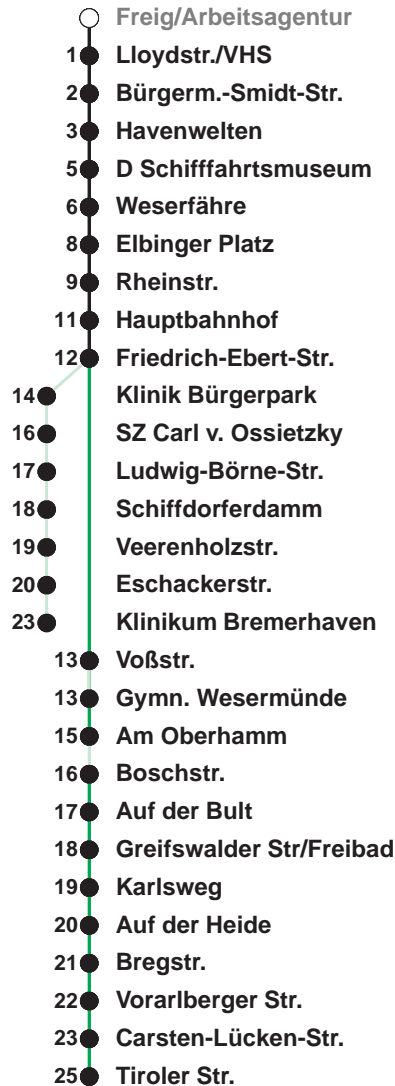 Freig/Arbeitsagentur
1 Lloydstr./VHS
2 Bürgerm.-Smidt-Str.
3 Havenwelten
5 D Schifffahrtsmuseum
6 Weserfähre
8 Elbinger Platz
9 Rheinstr.
11 Hauptbahnhof
12 Friedrich-Ebert-Str.
14 Klinik Bürgerpark
16 SZ Carl v. Ossietzky
17 Ludwig-Börne-Str.
18 Schiffdorferdamm
19 Veerenholzstr.
20 Eschackerstr.
23 Klinikum Bremerhaven
13 Voßstr.
13 Gymn. Wesermünde
15 Am Oberhamm
16 Boschstr.
17 Auf der Bult
18 Greifswalder Str/Freibad
19 Karlsweg
20 Auf der Heide
21 Bregstr.
22 Vorarlberger Str.
23 Carsten-Lücken-Str.
25 Tiroler Str.